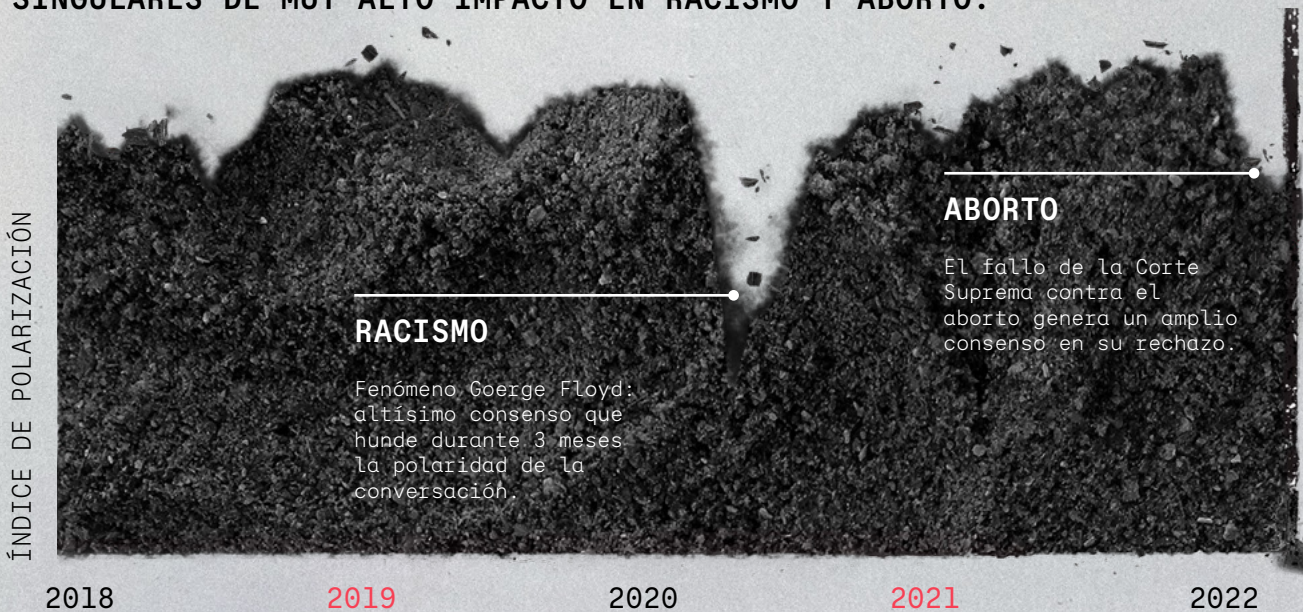 SINGULARES DE MUY ALTO IMPACTO EN RACISMO Y ABORTO.
ÍNDICE DE POLARIZACIÓN
RACISMO
Fenómeno Goerge Floyd:
altísimo consenso que
hunde durante 3 meses
la polaridad de la
conversación.
ABORTO
El fallo de la Corte
Suprema contra el
aborto genera un amplio
consenso en su rechazo.
2018 2019 2020 2021 2022